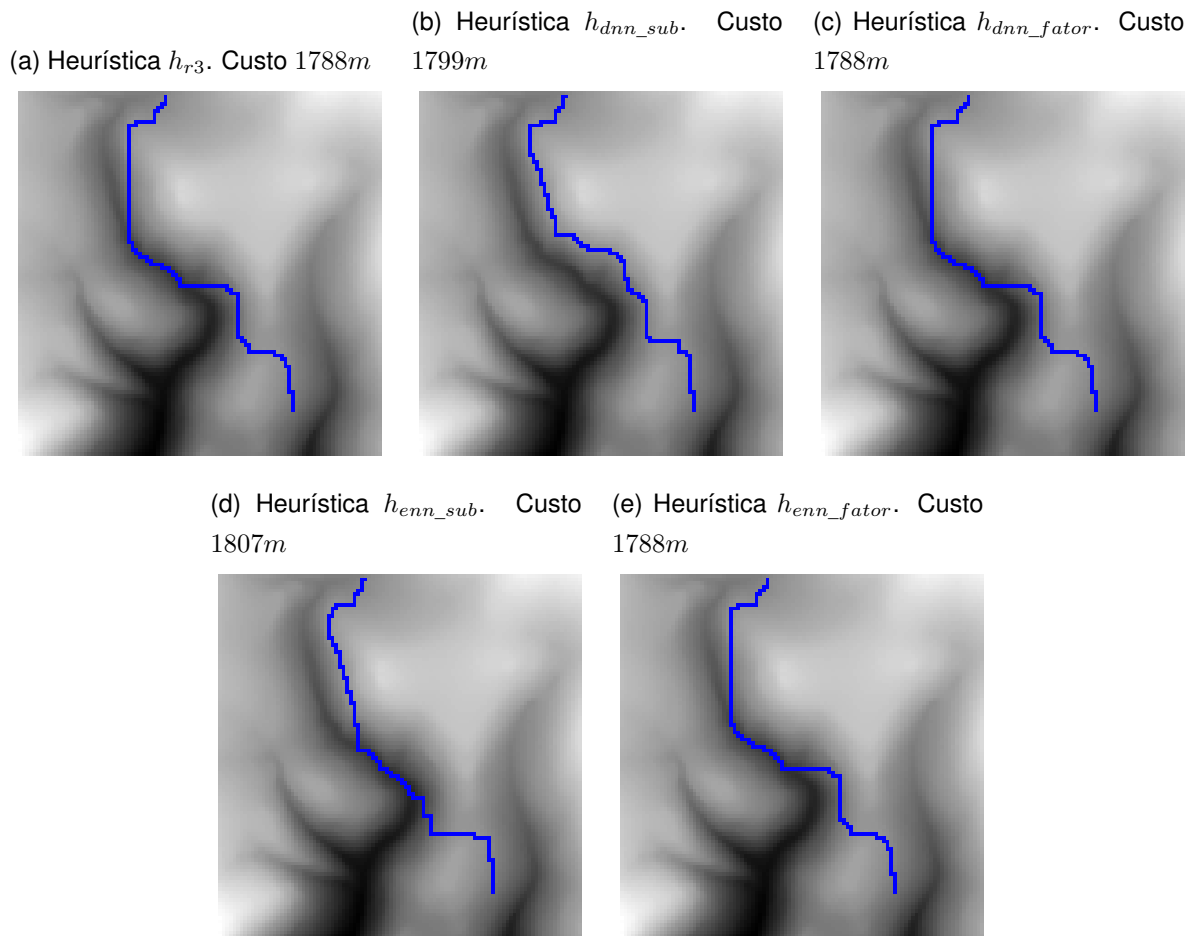 (a) Heurística h_{r3}. Custo 1788m
(b) Heurística h_{dnn_sub}. Custo
1799m
(c) Heurística h_{dnn_fator}. Custo
1788m
(d) Heurística h_{enn_sub}. Custo
1807m
(e) Heurística h_{enn_fator}. Custo
1788m